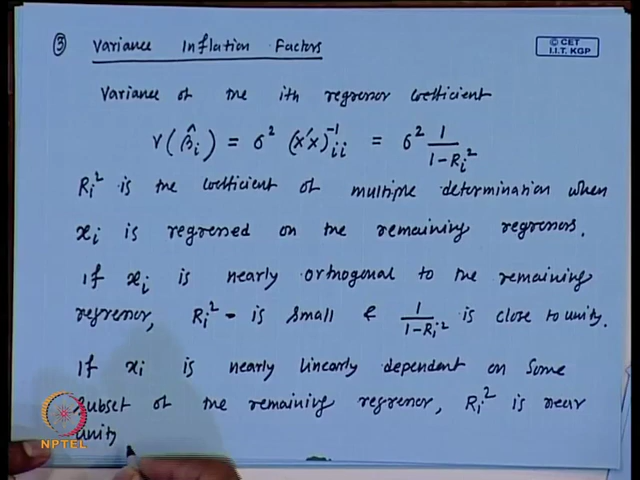 ③ Variance Inflation Factors
© CET
I.I.T. KGP
Variance of the ith regressor coefficient
V(β̂ᵢ) = σ² (X'X)⁻¹ᵢᵢ = σ² 1/(1-Rᵢ²)
Rᵢ² is the coefficient of multiple determination when
xᵢ is regressed on the remaining regressors.
If xᵢ is nearly orthogonal to the remaining
regressor, Rᵢ² - is small & 1/(1-Rᵢ²) is close to unity.
If xᵢ is nearly linearly dependent on some
subset of the remaining regressor, Rᵢ² is near
unity
NPTEL